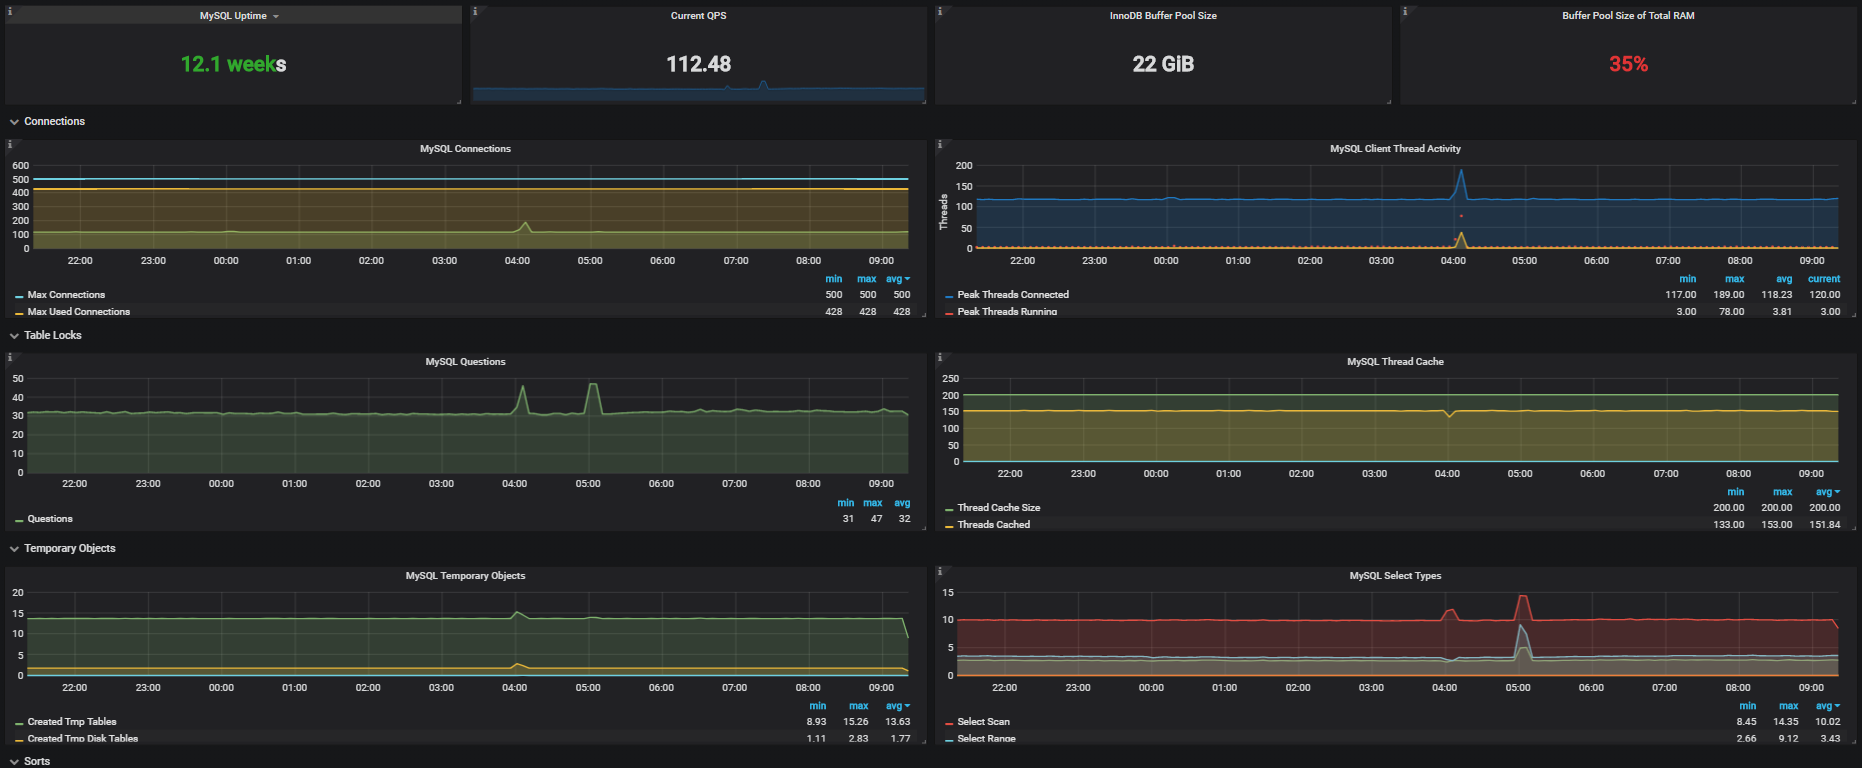 MySQL Uptime
Current QPS
InnoDB Buffer Pool Size
Buffer Pool Size of Total RAM
12.1 weeks
112.48
22 GiB
35%
Connections
MySQL Connections
600
500
400
300
200
100
0
22:00 23:00 00:00 01:00 02:00 03:00 04:00 05:00 06:00 07:00 08:00 09:00
min max avg
Max Connections 500 500 500
Max Used Connections 428 428 428
MySQL Client Thread Activity
Threads
200
150
100
50
0
22:00 23:00 00:00 01:00 02:00 03:00 04:00 05:00 06:00 07:00 08:00 09:00
min max avg current
Peak Threads Connected 117.00 189.00 118.23 120.00
Peak Threads Running 3.00 78.00 3.81 3.00
Table Locks
MySQL Questions
50
40
30
20
10
0
22:00 23:00 00:00 01:00 02:00 03:00 04:00 05:00 06:00 07:00 08:00 09:00
min max avg
Questions 31 47 32
MySQL Thread Cache
250
200
150
100
50
0
22:00 23:00 00:00 01:00 02:00 03:00 04:00 05:00 06:00 07:00 08:00 09:00
min max avg
Thread Cache Size 200.00 200.00 200.00
Threads Cached 133.00 153.00 151.84
Temporary Objects
MySQL Temporary Objects
20
15
10
5
0
22:00 23:00 00:00 01:00 02:00 03:00 04:00 05:00 06:00 07:00 08:00 09:00
min max avg
Created Tmp Tables 8.93 15.26 13.63
Created Tmp Disk Tables 1.11 2.83 1.77
MySQL Select Types
15
10
5
0
22:00 23:00 00:00 01:00 02:00 03:00 04:00 05:00 06:00 07:00 08:00 09:00
min max avg
Select Scan 8.45 14.35 10.02
Select Range 2.66 9.12 3.43
Sorts